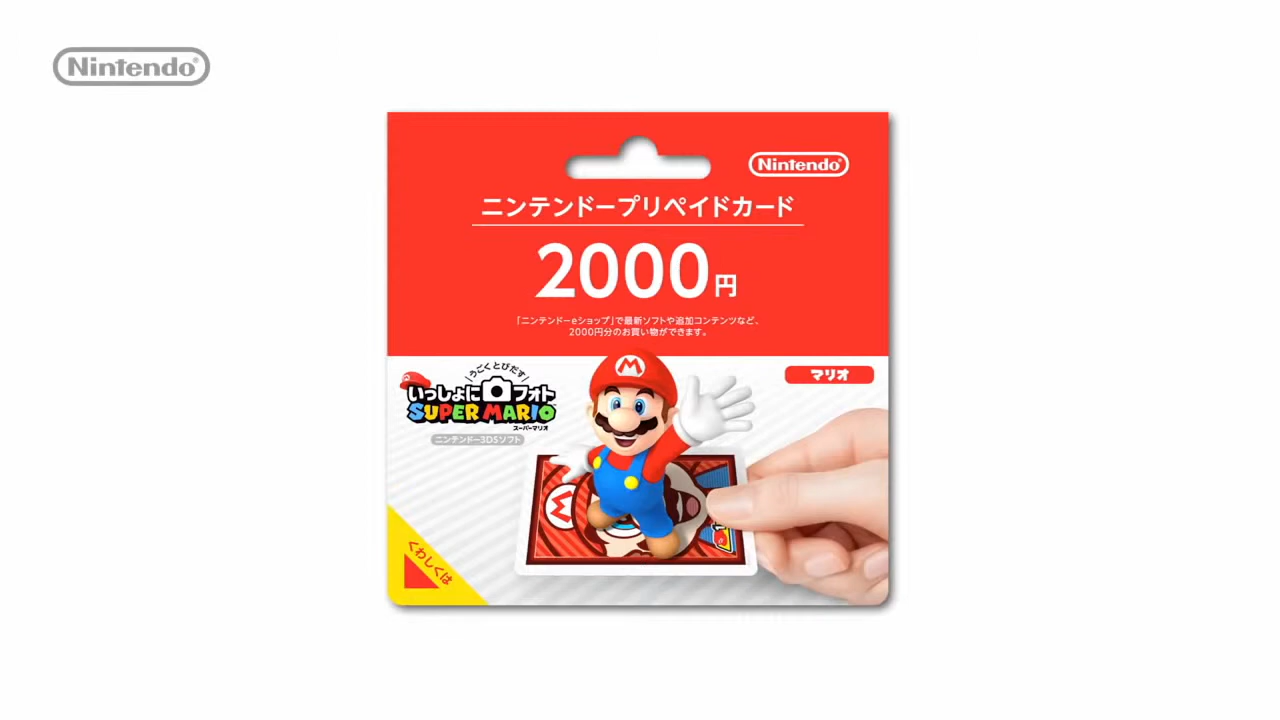 Nintendo
Nintendo
ニンテンドープリペイドカード
2000円
「ニンテンドーeショップ」で最新ソフトや追加コンテンツなど、
2000円分のお買い物ができます。
うごくとびだす
いっしょにフォト
SUPER MARIO
スーパーマリオ
ニンテンドー3DSソフト
マリオ
M
M
くわしくは